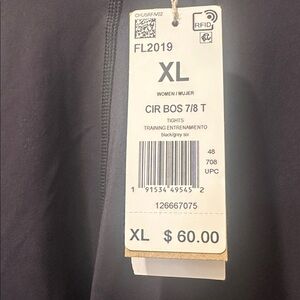 RFID
FL2019
XL
WOMEN / MUJER
CIR BOS 7/8 T
TIGHTS
TRAINING ENTRENAMIENTO
black/grey six
48
708
UPC
1 91534 49545 2
126667075
XL $ 60.00